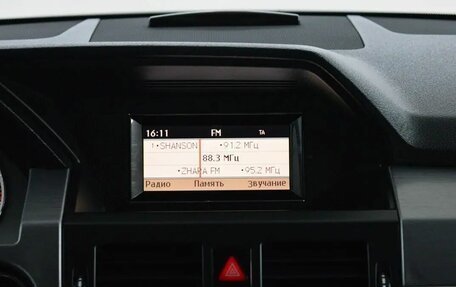 16:11 FM TA
1•SHANSON •91.2 МГц
88.3 МГц
•ZHARA FM •95.2 МГц
Радио Память Звучание